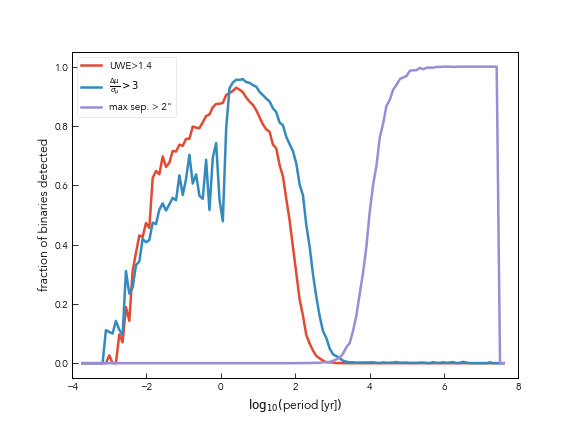 UWE>1.4
Δμ/σμ > 3
max sep. > 2"
fraction of binaries detected
1.0
0.8
0.6
0.4
0.2
0.0
−4
−2
0
2
4
6
8
log₁₀(period [yr])